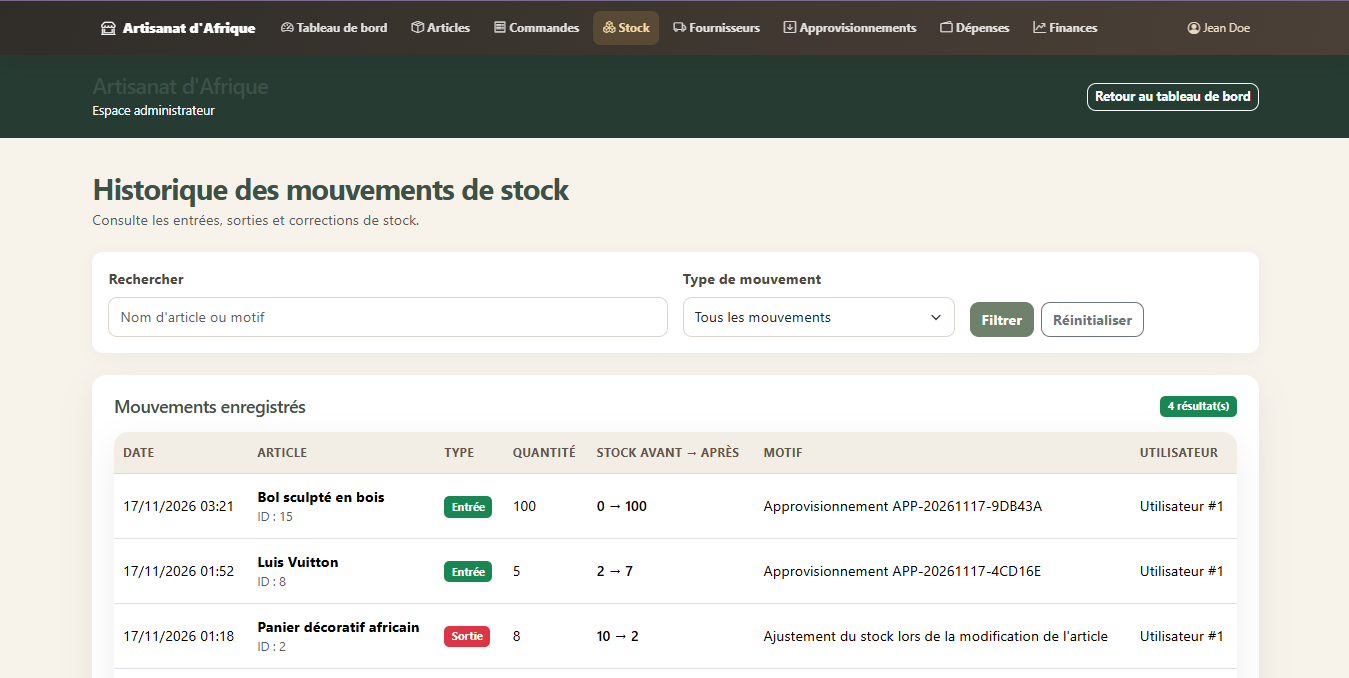 Artisanat d'Afrique Tableau de bord Articles Commandes Stock Fournisseurs Approvisionnements Dépenses Finances Jean Doe
Artisanat d'Afrique
Espace administrateur
Retour au tableau de bord
Historique des mouvements de stock
Consulte les entrées, sorties et corrections de stock.
Rechercher Type de mouvement
Nom d'article ou motif Tous les mouvements Filtrer Réinitialiser
Mouvements enregistrés 4 résultat(s)
DATE ARTICLE TYPE QUANTITÉ STOCK AVANT → APRÈS MOTIF UTILISATEUR
17/11/2026 03:21 Bol sculpté en bois Entrée 100 0 → 100 Approvisionnement APP-20261117-9DB43A Utilisateur #1
ID : 15
17/11/2026 01:52 Luis Vuitton Entrée 5 2 → 7 Approvisionnement APP-20261117-4CD16E Utilisateur #1
ID : 8
17/11/2026 01:18 Panier décoratif africain Sortie 8 10 → 2 Ajustement du stock lors de la modification de l'article Utilisateur #1
ID : 2